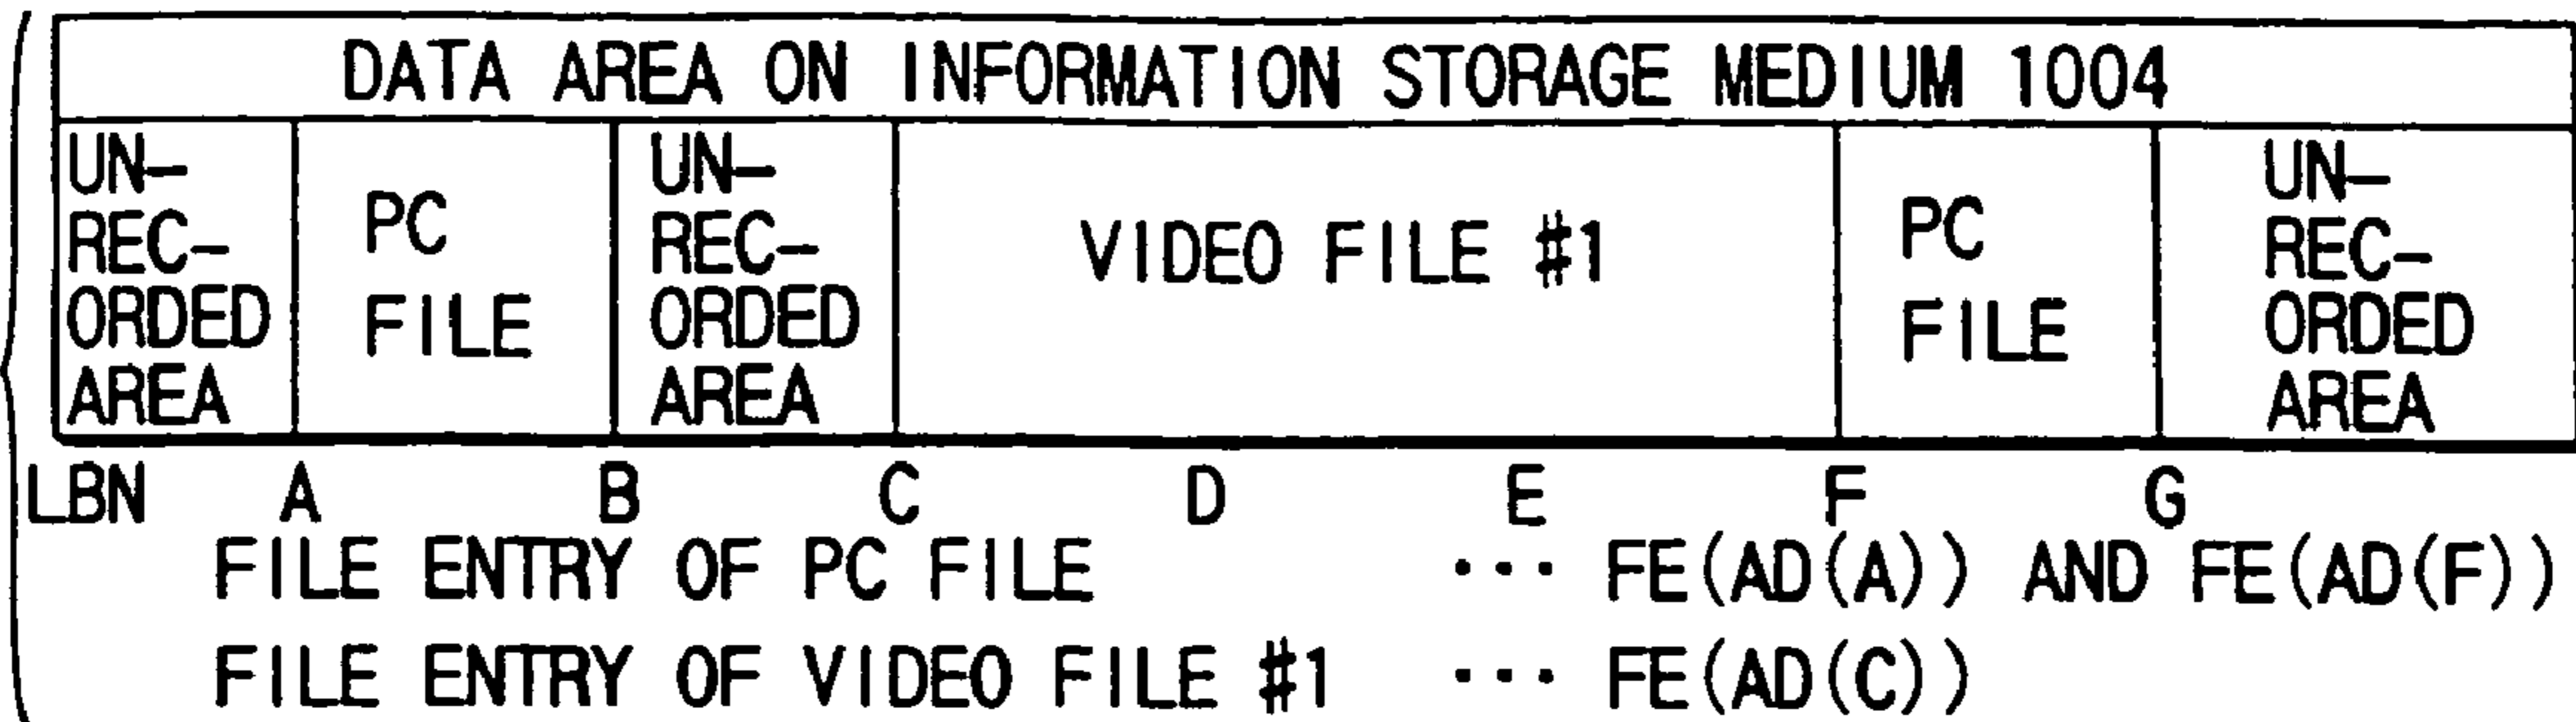 DATA AREA ON INFORMATION STORAGE MEDIUM 1004
UN-
REC-
ORDED
AREA
PC
FILE
UN-
REC-
ORDED
AREA
VIDEO FILE #1
PC
FILE
UN-
REC-
ORDED
AREA
LBN A B C D E F G
FILE ENTRY OF PC FILE ··· FE(AD(A)) AND FE(AD(F))
FILE ENTRY OF VIDEO FILE #1 ··· FE(AD(C))